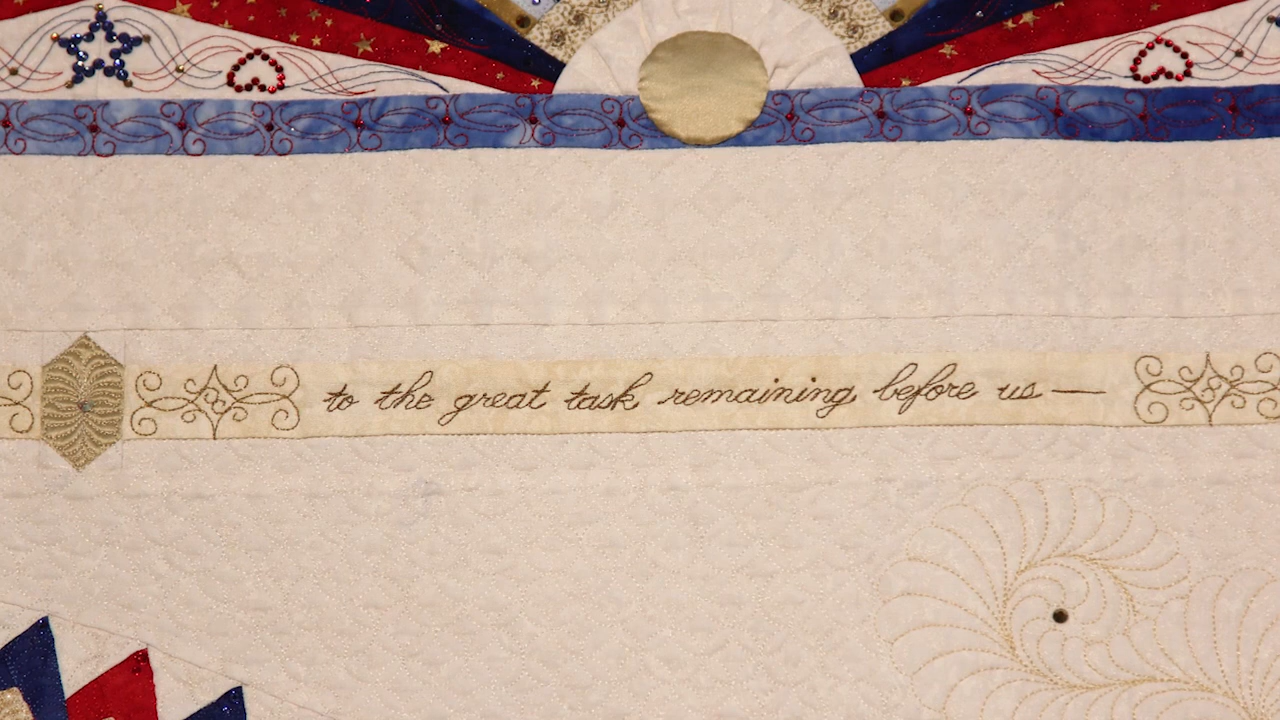 to the great task remaining before us —